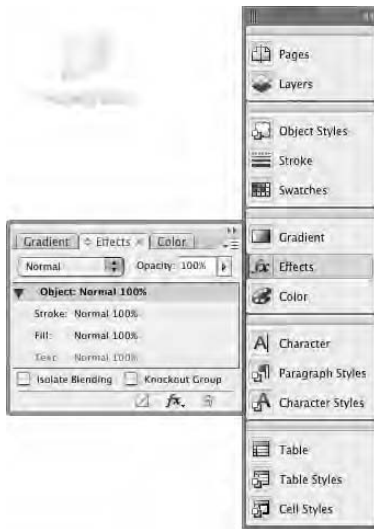 Pages
Layers
Object Styles
Stroke
Swatches
Gradient
Effects
Color
Character
Paragraph Styles
Character Styles
Table
Table Styles
Cell Styles
Gradient Effects × Color
Normal Opacity: 100%
Object: Normal 100%
Stroke: Normal 100%
Fill: Normal 100%
Text: Normal 100%
Isolate Blending Knockout Group
fx.